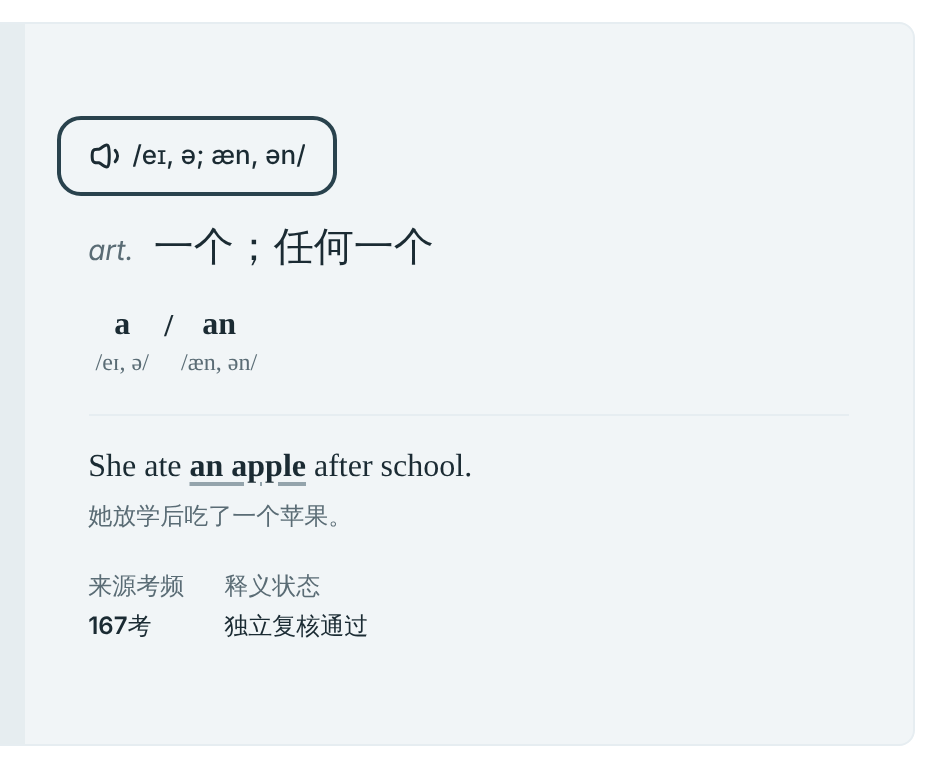 /eɪ, ə; æn, ən/
art. 一个；任何一个
a / an
/eɪ, ə/ /æn, ən/
She ate an apple after school.
她放学后吃了一个苹果。
来源考频 释义状态
167考 独立复核通过